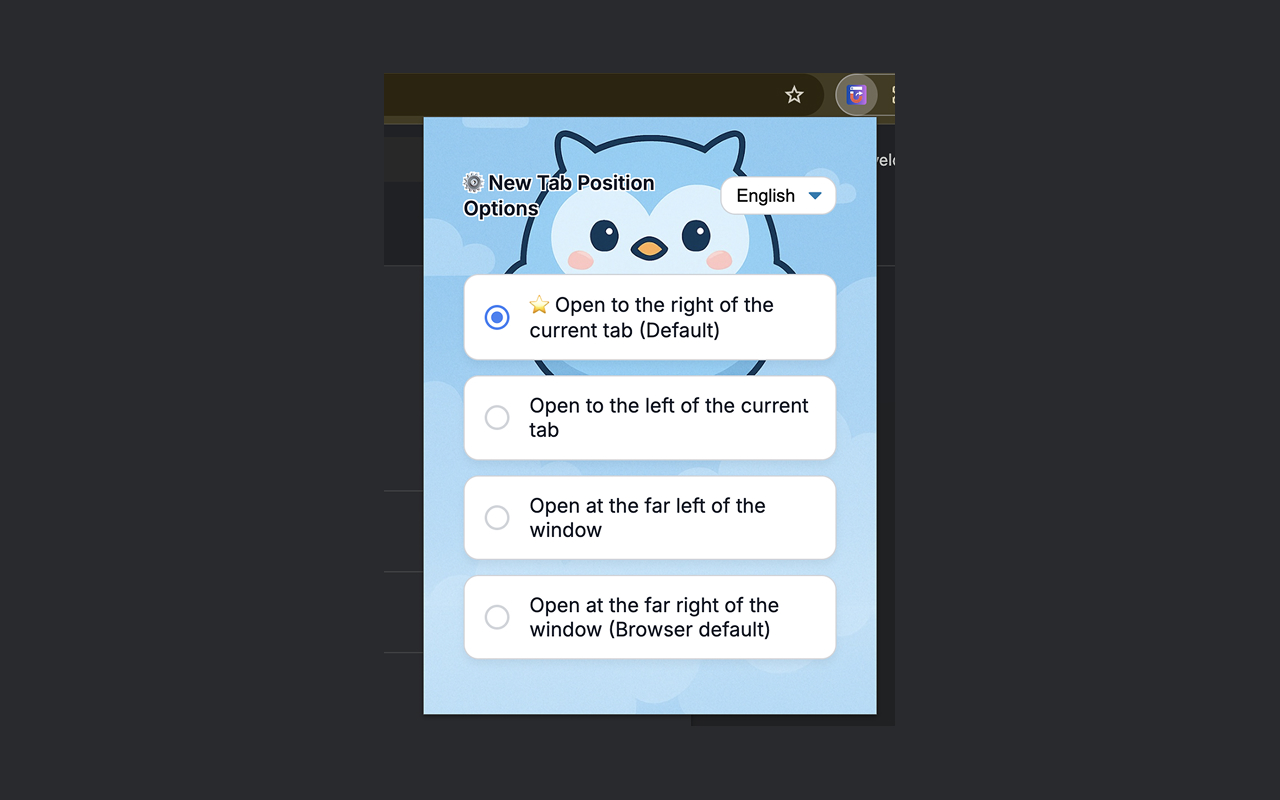 ⚙️ New Tab Position
Options
English
⭐ Open to the right of the
current tab (Default)
Open to the left of the current
tab
Open at the far left of the
window
Open at the far right of the
window (Browser default)